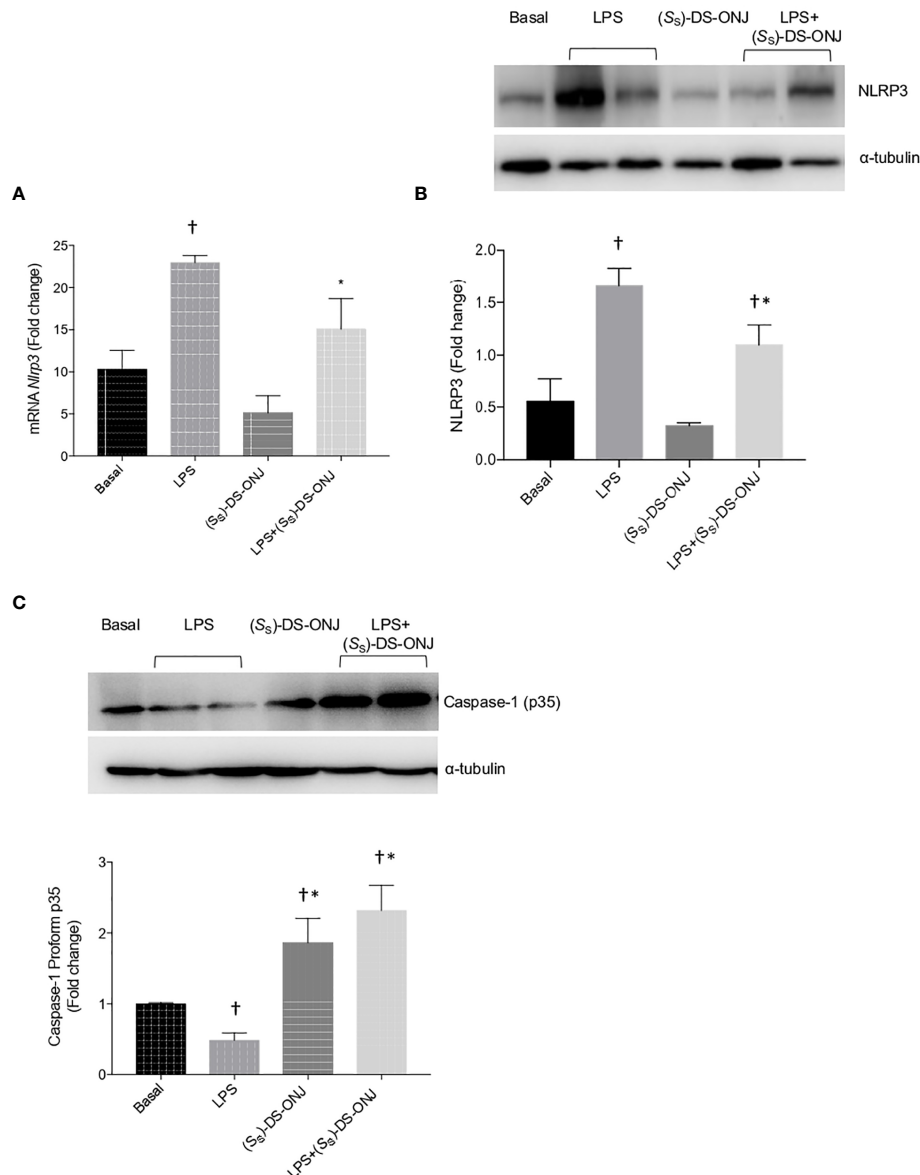 Basal LPS (Sₛ)-DS-ONJ LPS+
(Sₛ)-DS-ONJ
NLRP3
α-tubulin
A
†
*
25
20
15
10
5
0
mRNA Nlrp3 (Fold change)
Basal
LPS
(Sₛ)-DS-ONJ
LPS+(Sₛ)-DS-ONJ
B
†
†*
2.0
1.5
1.0
0.5
0.0
NLRP3 (Fold hange)
Basal
LPS
(Sₛ)-DS-ONJ
LPS+(Sₛ)-DS-ONJ
C
Basal LPS (Sₛ)-DS-ONJ LPS+
(Sₛ)-DS-ONJ
Caspase-1 (p35)
α-tubulin
†
†*
†*
3
2
1
0
Caspase-1 Proform p35
(Fold change)
Basal
LPS
(Sₛ)-DS-ONJ
LPS+(Sₛ)-DS-ONJ